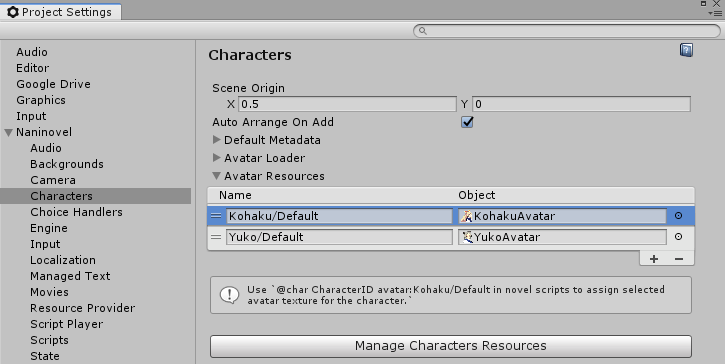 Project Settings
Audio
Editor
Google Drive
Graphics
Input
Naninovel
Audio
Backgrounds
Camera
Characters
Choice Handlers
Engine
Input
Localization
Managed Text
Movies
Resource Provider
Script Player
Scripts
State
Characters
Scene Origin
X 0.5 Y 0
Auto Arrange On Add
Default Metadata
Avatar Loader
Avatar Resources
Name Object
Kohaku/Default KohakuAvatar
Yuko/Default YukoAvatar
+ −
Use `@char CharacterID avatar:Kohaku/Default in novel scripts to assign selected
avatar texture for the character.`
Manage Characters Resources